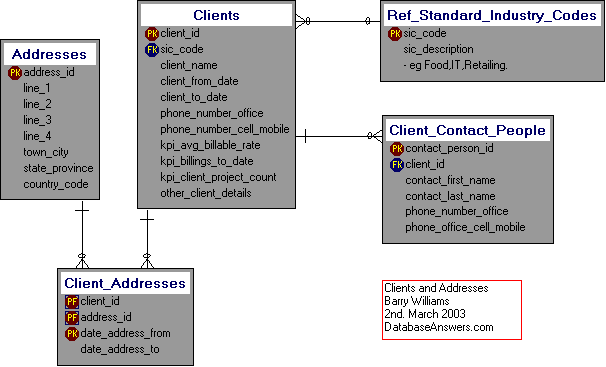 Clients
PK client_id
FK sic_code
client_name
client_from_date
client_to_date
phone_number_office
phone_number_cell_mobile
kpi_avg_billable_rate
kpi_billings_to_date
kpi_client_project_count
other_client_details
Ref_Standard_Industry_Codes
PK sic_code
sic_description
- eg Food,IT,Retailing.
Addresses
PK address_id
line_1
line_2
line_3
line_4
town_city
state_province
country_code
Client_Contact_People
PK contact_person_id
FK client_id
contact_first_name
contact_last_name
phone_number_office
phone_office_cell_mobile
Client_Addresses
PF client_id
PF address_id
PK date_address_from
date_address_to
Clients and Addresses
Barry Williams
2nd. March 2003
DatabaseAnswers.com